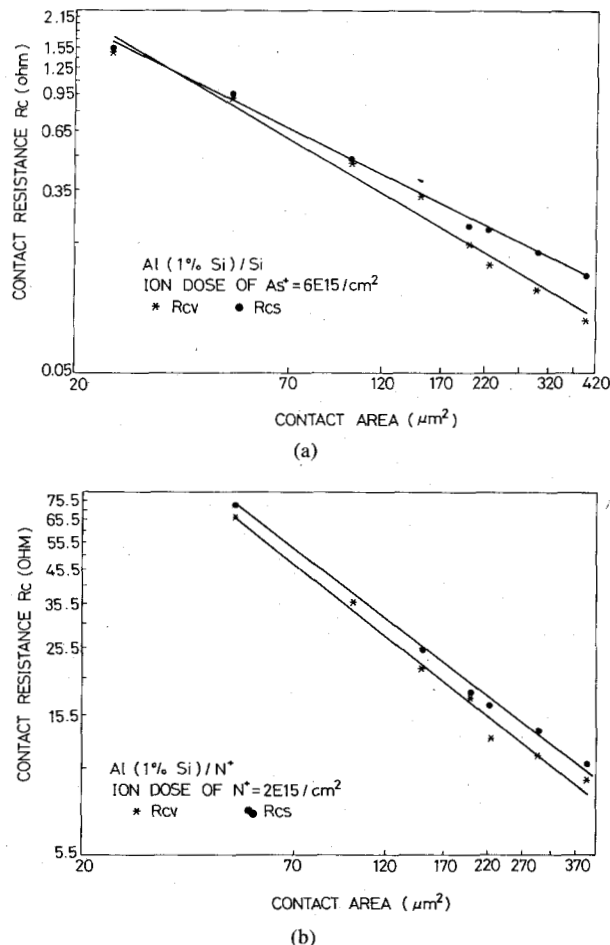 2.15
1.55
1.25
0.95
0.65
0.35
0.05
CONTACT RESISTANCE Rc (ohm)
Al (1% Si)/Si
ION DOSE OF As⁺=6E15/cm²
* Rcv ● Rcs
20 70 120 170 220 320 420
CONTACT AREA (μm²)
(a)
75.5
65.5
55.5
45.5
35.5
25.5
15.5
5.5
CONTACT RESISTANCE Rc (OHM)
Al (1% Si)/N⁺
ION DOSE OF N⁺=2E15/cm²
* Rcv ● Rcs
20 70 120 170 220 270 370
CONTACT AREA (μm²)
(b)